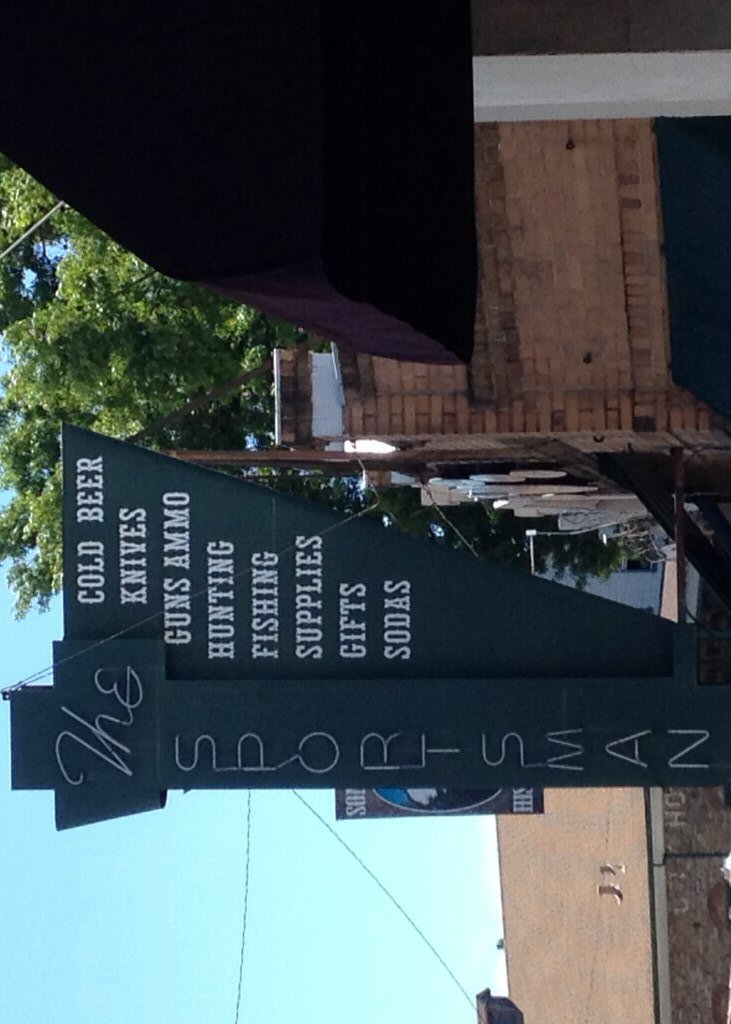 The
SPORTSMAN
COLD BEER
KNIVES
GUNS AMMO
HUNTING
FISHING
SUPPLIES
GIFTS
SODAS